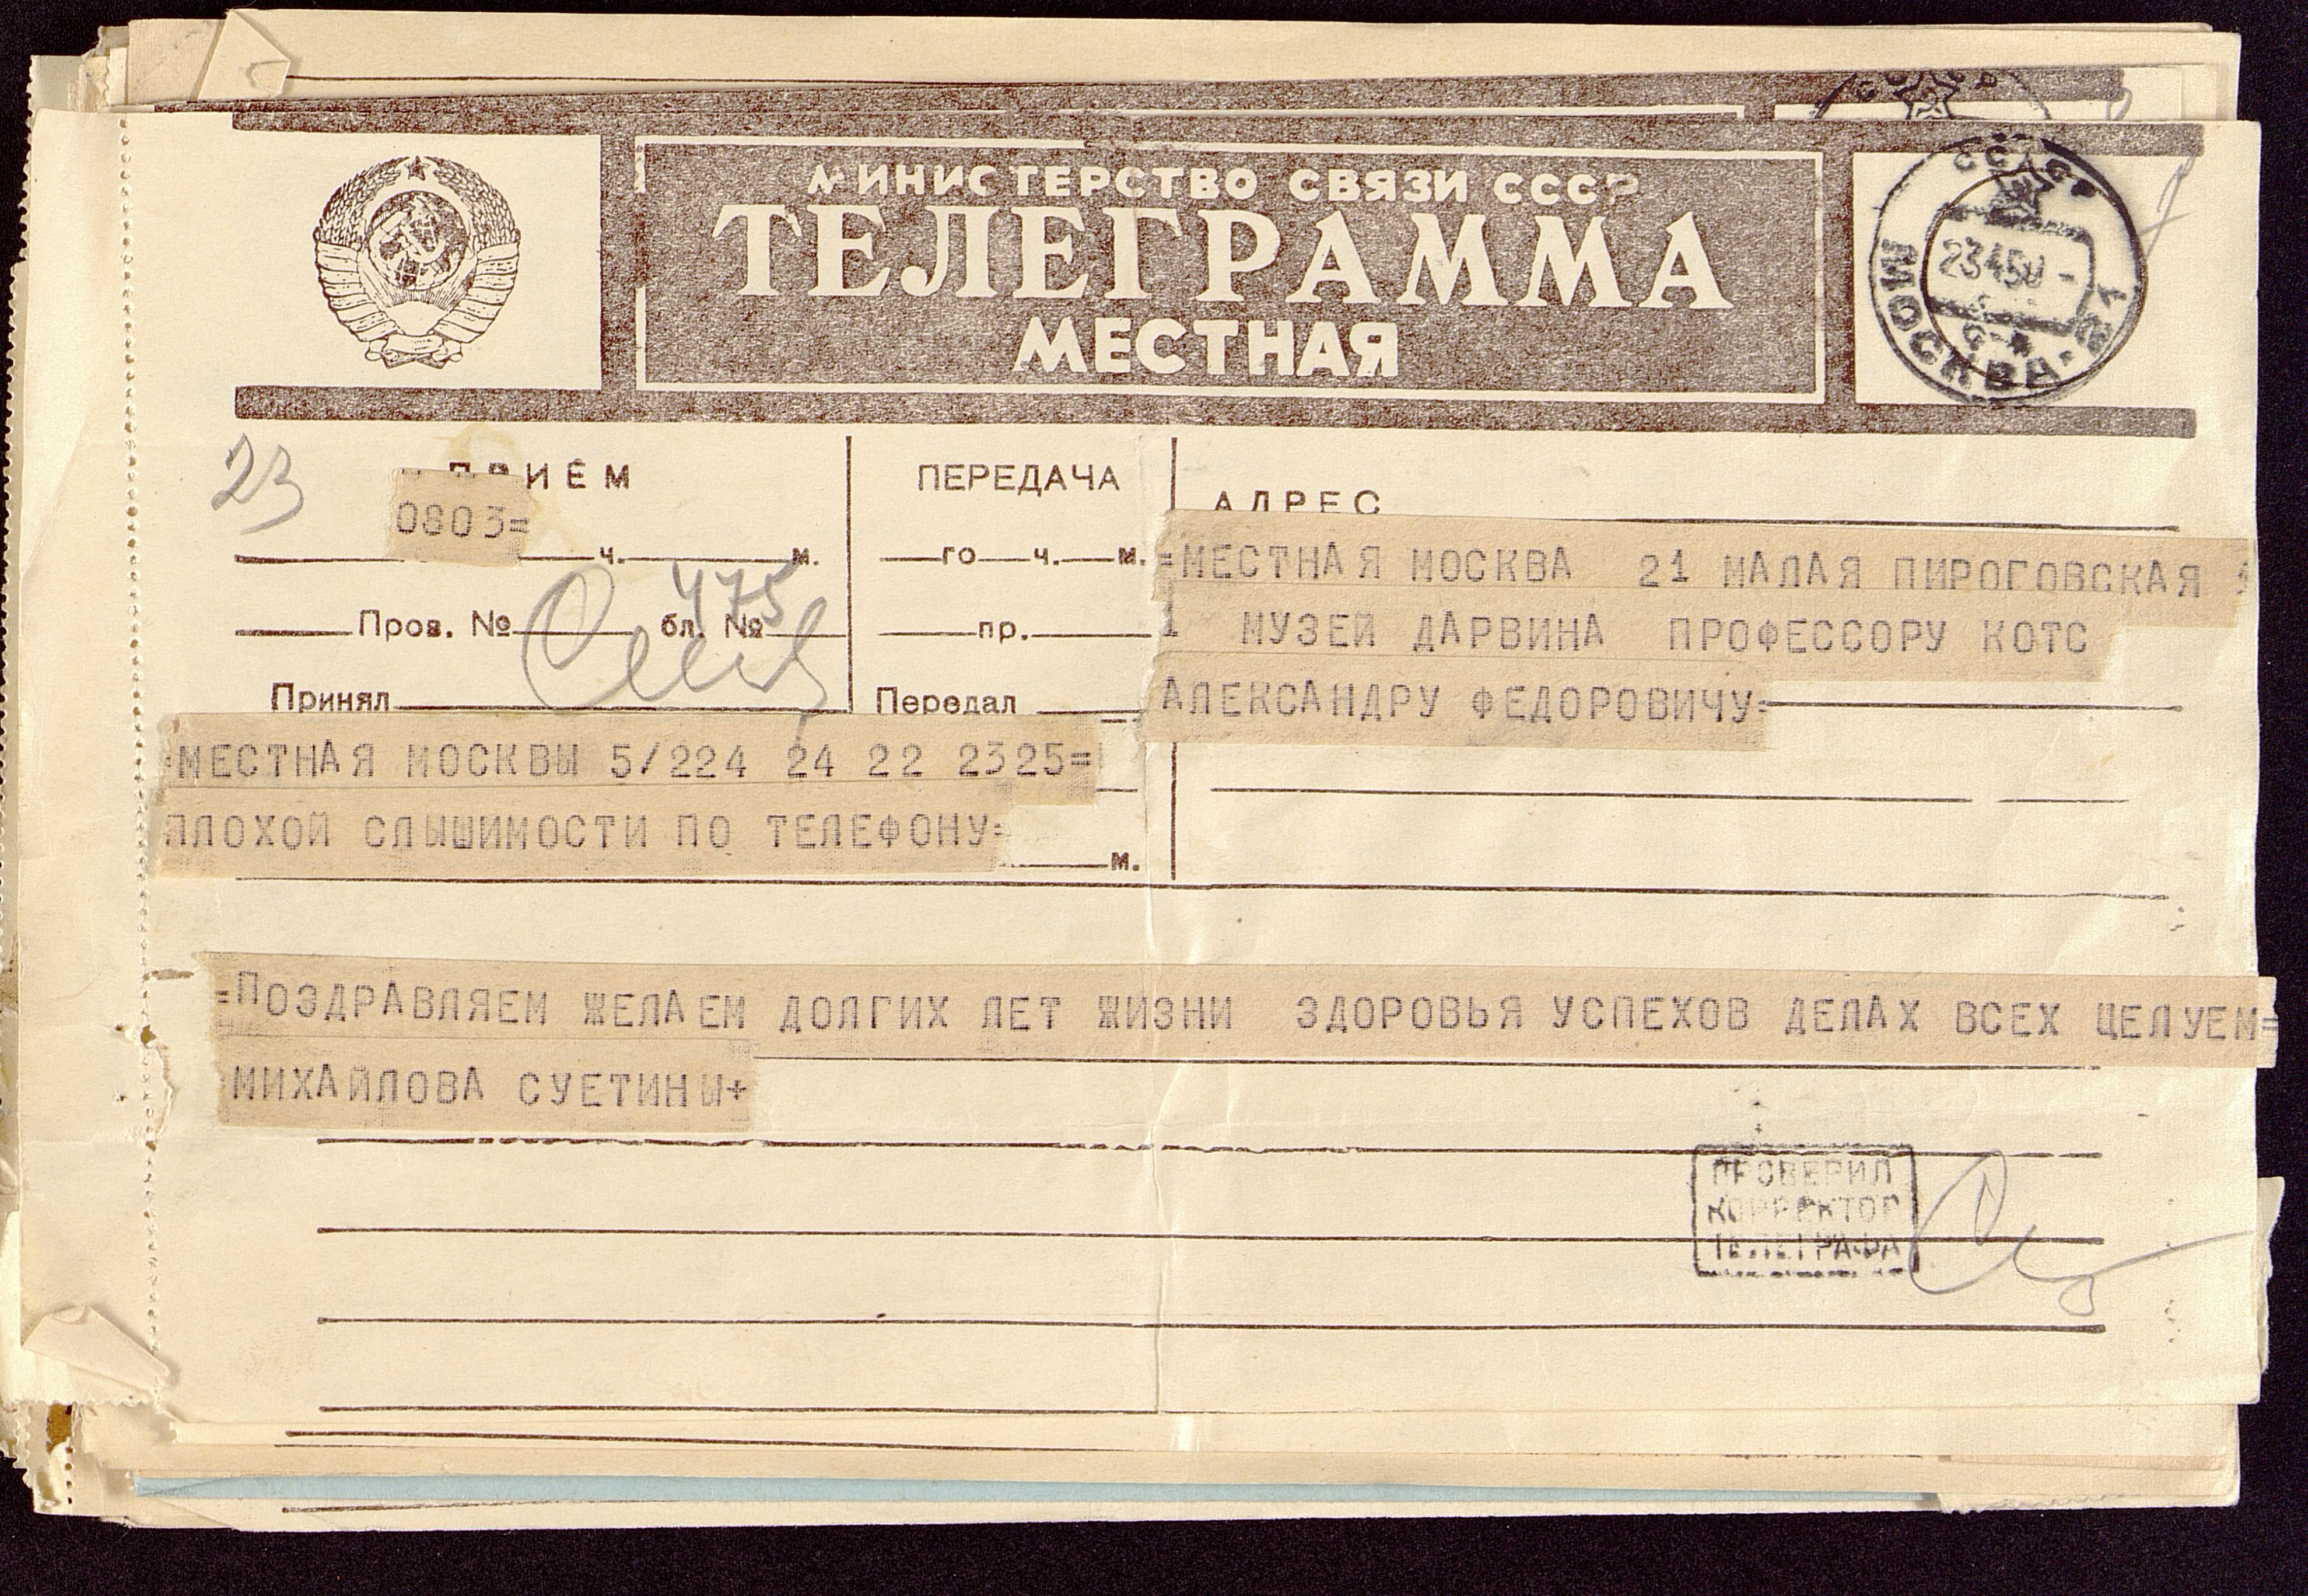 МИНИСТЕРСТВО СВЯЗИ СССР
ТЕЛЕГРАММА
МЕСТНАЯ
СССР
МОСКВА
23
ПРИЁМ
0803=
ч. м.
475
Пров. № бл. №
Принял
ПЕРЕДАЧА
го ч. м.
пр.
Передал
АДРЕС
=МЕСТНАЯ МОСКВА 21 МАЛАЯ ПИРОГОВСКАЯ
1 МУЗЕЙ ДАРВИНА ПРОФЕССОРУ КОТС
АЛЕКСАНДРУ ФЕДОРОВИЧУ=
=МЕСТНАЯ МОСКВЫ 5/224 24 22 2325=
ПЛОХОЙ СЛЫШИМОСТИ ПО ТЕЛЕФОНУ=
м.
=ПОЗДРАВЛЯЕМ ЖЕЛАЕМ ДОЛГИХ ЛЕТ ЖИЗНИ ЗДОРОВЬЯ УСПЕХОВ ДЕЛАХ ВСЕХ ЦЕЛУЕМ=
МИХАЙЛОВА СУЕТИНЫ+
ПРОВЕРИЛ
КОРРЕКТОР
ТЕЛЕГРАФА